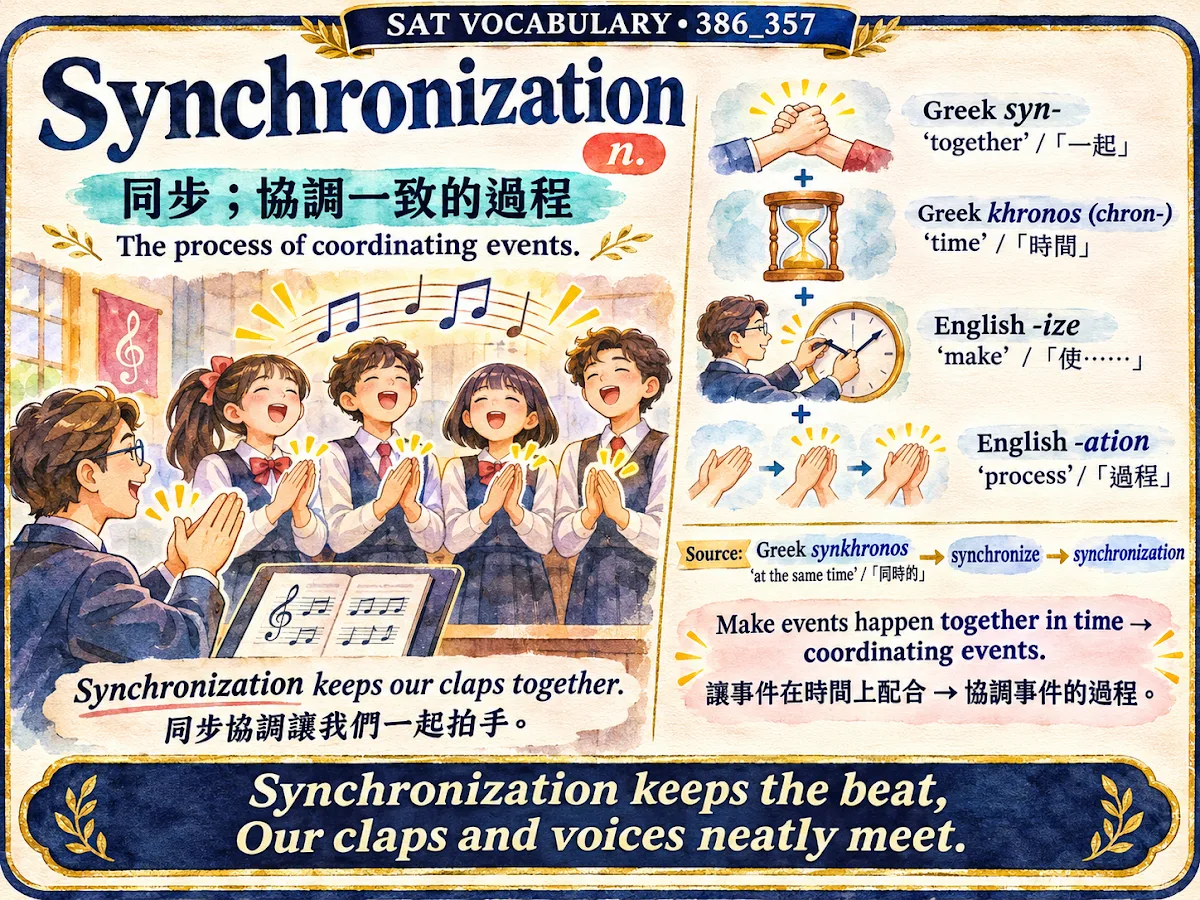 SAT VOCABULARY • 386_357
Synchronization
n.
同步；協調一致的過程
The process of coordinating events.
Synchronization keeps our claps together.
同步協調讓我們一起拍手。
Greek syn-
‘together’ /「一起」
+
Greek khronos (chron-)
‘time’ /「時間」
+
English -ize
‘make’ /「使……」
+
English -ation
‘process’ /「過程」
Source: Greek synkhronos → synchronize → synchronization
‘at the same time’ /「同時的」
Make events happen together in time →
coordinating events.
讓事件在時間上配合 → 協調事件的過程。
Synchronization keeps the beat,
Our claps and voices neatly meet.